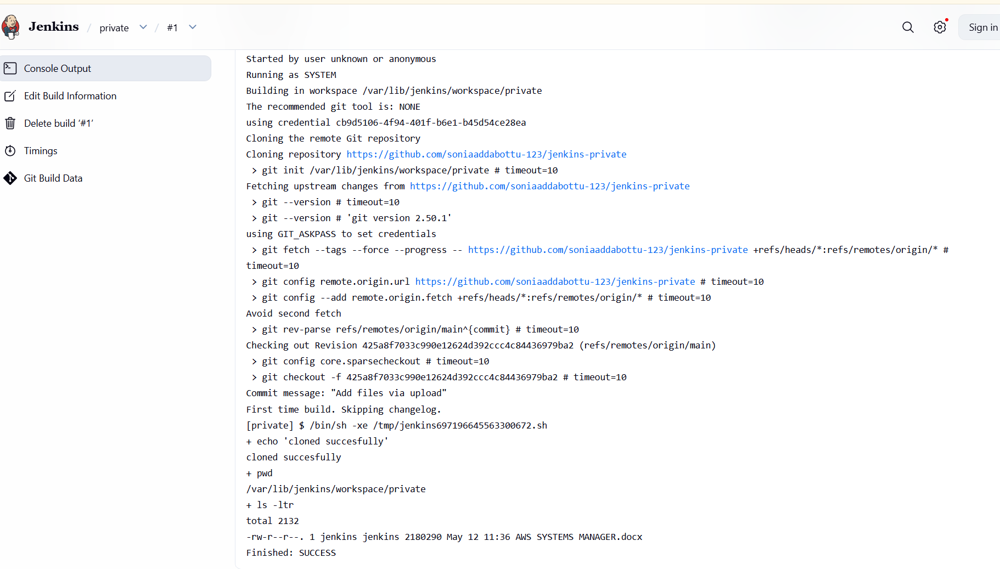 Jenkins / private / #1
Sign in
Console Output
Edit Build Information
Delete build ‘#1’
Timings
Git Build Data
Started by user unknown or anonymous
Running as SYSTEM
Building in workspace /var/lib/jenkins/workspace/private
The recommended git tool is: NONE
using credential cb9d5106-4f94-401f-b6e1-b45d54ce28ea
Cloning the remote Git repository
Cloning repository https://github.com/soniaaddabottu-123/jenkins-private
 > git init /var/lib/jenkins/workspace/private # timeout=10
Fetching upstream changes from https://github.com/soniaaddabottu-123/jenkins-private
 > git --version # timeout=10
 > git --version # 'git version 2.50.1'
using GIT_ASKPASS to set credentials
 > git fetch --tags --force --progress -- https://github.com/soniaaddabottu-123/jenkins-private +refs/heads/*:refs/remotes/origin/* #
timeout=10
 > git config remote.origin.url https://github.com/soniaaddabottu-123/jenkins-private # timeout=10
 > git config --add remote.origin.fetch +refs/heads/*:refs/remotes/origin/* # timeout=10
Avoid second fetch
 > git rev-parse refs/remotes/origin/main^{commit} # timeout=10
Checking out Revision 425a8f7033c990e12624d392ccc4c84436979ba2 (refs/remotes/origin/main)
 > git config core.sparsecheckout # timeout=10
 > git checkout -f 425a8f7033c990e12624d392ccc4c84436979ba2 # timeout=10
Commit message: "Add files via upload"
First time build. Skipping changelog.
[private] $ /bin/sh -xe /tmp/jenkins697196645563300672.sh
+ echo 'cloned succesfully'
cloned succesfully
+ pwd
/var/lib/jenkins/workspace/private
+ ls -ltr
total 2132
-rw-r--r--. 1 jenkins jenkins 2180290 May 12 11:36 AWS SYSTEMS MANAGER.docx
Finished: SUCCESS